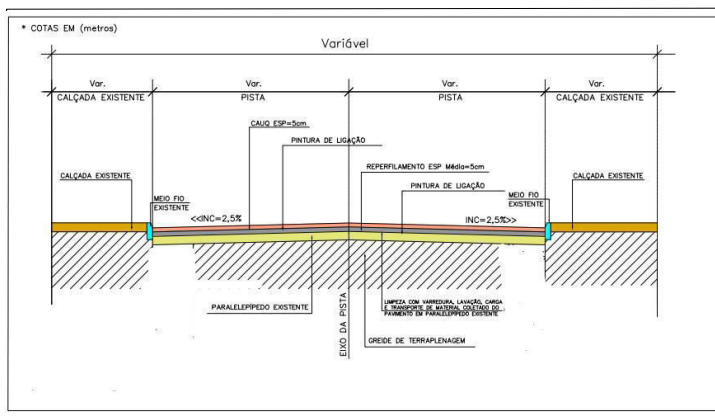 * COTAS EM (metros)
Variável
Var.
Var.
Var.
Var.
CALÇADA EXISTENTE
PISTA
PISTA
CALÇADA EXISTENTE
CAUQ ESP=5cm
PINTURA DE LIGAÇÃO
REPERFILAMENTO ESP Média=5cm
CALÇADA EXISTENTE
CALÇADA EXISTENTE
PINTURA DE LIGAÇÃO
MEIO FIO
EXISTENTE
MEIO FIO
EXISTENTE
<<INC=2,5%
INC=2,5%>>
PARALELEPÍPEDO EXISTENTE
LIMPEZA COM VARREDURA, LAVAÇÃO, CARGA
E TRANSPORTE DE MATERIAL COLETADO DO
PAVIMENTO EM PARALELEPÍPEDO EXISTENTE
EIXO DA PISTA
GREIDE DE TERRAPLENAGEM